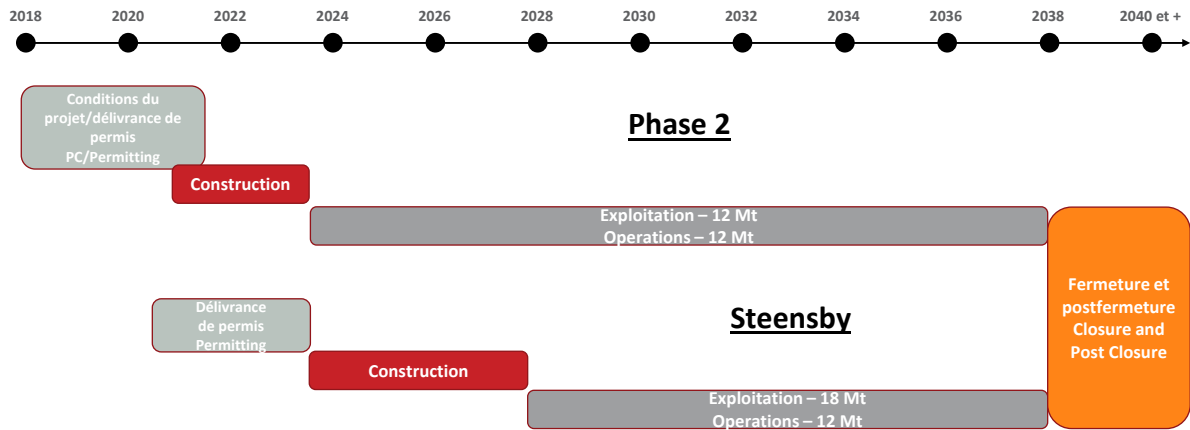 2018 2020 2022 2024 2026 2028 2030 2032 2034 2036 2038 2040 et +
Conditions du
projet/délivrance de
permis
PC/Permitting
Phase 2
Construction
Exploitation – 12 Mt
Operations – 12 Mt
Délivrance
de permis
Permitting
Steensby
Fermeture et
postfermeture
Closure and
Post Closure
Construction
Exploitation – 18 Mt
Operations – 12 Mt